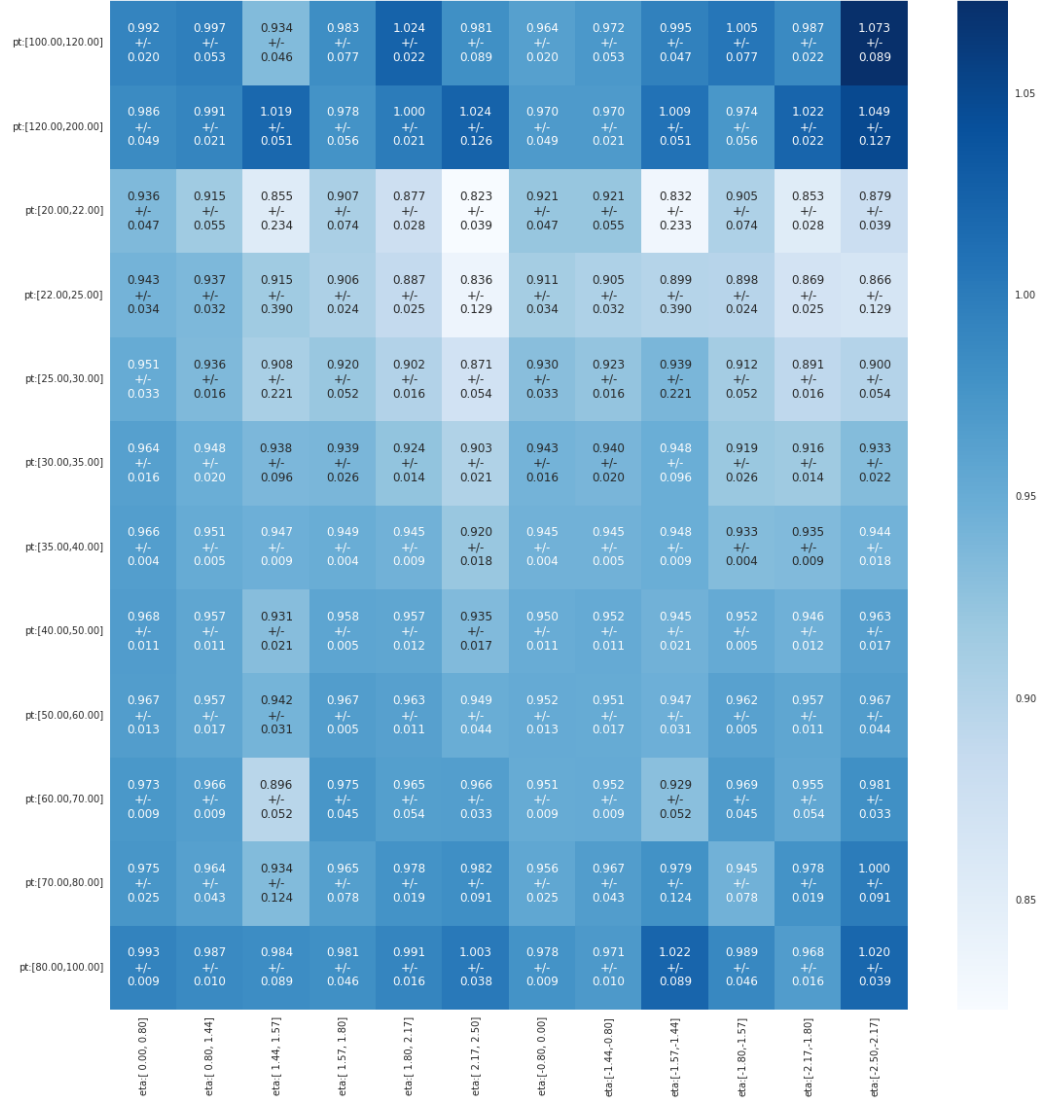 0.992 0.997 0.934 0.983 1.024 0.981 0.964 0.972 0.995 1.005 0.987 1.073
pt:[100.00,120.00] +/- +/- +/- +/- +/- +/- +/- +/- +/- +/- +/- +/-
0.020 0.053 0.046 0.077 0.022 0.089 0.020 0.053 0.047 0.077 0.022 0.089
1.05
0.986 0.991 1.019 0.978 1.000 1.024 0.970 0.970 1.009 0.974 1.022 1.049
pt:[120.00,200.00] +/- +/- +/- +/- +/- +/- +/- +/- +/- +/- +/- +/-
0.049 0.021 0.051 0.056 0.021 0.126 0.049 0.021 0.051 0.056 0.022 0.127
0.936 0.915 0.855 0.907 0.877 0.823 0.921 0.921 0.832 0.905 0.853 0.879
pt:[20.00,22.00] +/- +/- +/- +/- +/- +/- +/- +/- +/- +/- +/- +/-
0.047 0.055 0.234 0.074 0.028 0.039 0.047 0.055 0.233 0.074 0.028 0.039
0.943 0.937 0.915 0.906 0.887 0.836 0.911 0.905 0.899 0.898 0.869 0.866
pt:[22.00,25.00] +/- +/- +/- +/- +/- +/- +/- +/- +/- +/- +/- +/- 1.00
0.034 0.032 0.390 0.024 0.025 0.129 0.034 0.032 0.390 0.024 0.025 0.129
0.951 0.936 0.908 0.920 0.902 0.871 0.930 0.923 0.939 0.912 0.891 0.900
pt:[25.00,30.00] +/- +/- +/- +/- +/- +/- +/- +/- +/- +/- +/- +/-
0.033 0.016 0.221 0.052 0.016 0.054 0.033 0.016 0.221 0.052 0.016 0.054
0.964 0.948 0.938 0.939 0.924 0.903 0.943 0.940 0.948 0.919 0.916 0.933
pt:[30.00,35.00] +/- +/- +/- +/- +/- +/- +/- +/- +/- +/- +/- +/-
0.016 0.020 0.096 0.026 0.014 0.021 0.016 0.020 0.096 0.026 0.014 0.022
0.95
0.966 0.951 0.947 0.949 0.945 0.920 0.945 0.945 0.948 0.933 0.935 0.944
pt:[35.00,40.00] +/- +/- +/- +/- +/- +/- +/- +/- +/- +/- +/- +/-
0.004 0.005 0.009 0.004 0.009 0.018 0.004 0.005 0.009 0.004 0.009 0.018
0.968 0.957 0.931 0.958 0.957 0.935 0.950 0.952 0.945 0.952 0.946 0.963
pt:[40.00,50.00] +/- +/- +/- +/- +/- +/- +/- +/- +/- +/- +/- +/-
0.011 0.011 0.021 0.005 0.012 0.017 0.011 0.011 0.021 0.005 0.012 0.017
0.90
0.967 0.957 0.942 0.967 0.963 0.949 0.952 0.951 0.947 0.962 0.957 0.967
pt:[50.00,60.00] +/- +/- +/- +/- +/- +/- +/- +/- +/- +/- +/- +/-
0.013 0.017 0.031 0.005 0.011 0.044 0.013 0.017 0.031 0.005 0.011 0.044
0.973 0.966 0.896 0.975 0.965 0.966 0.951 0.952 0.929 0.969 0.955 0.981
pt:[60.00,70.00] +/- +/- +/- +/- +/- +/- +/- +/- +/- +/- +/- +/-
0.009 0.009 0.052 0.045 0.054 0.033 0.009 0.009 0.052 0.045 0.054 0.033
0.975 0.964 0.934 0.965 0.978 0.982 0.956 0.967 0.979 0.945 0.978 1.000
pt:[70.00,80.00] +/- +/- +/- +/- +/- +/- +/- +/- +/- +/- +/- +/-
0.025 0.043 0.124 0.078 0.019 0.091 0.025 0.043 0.124 0.078 0.019 0.091
0.85
0.993 0.987 0.984 0.981 0.991 1.003 0.978 0.971 1.022 0.989 0.968 1.020
pt:[80.00,100.00] +/- +/- +/- +/- +/- +/- +/- +/- +/- +/- +/- +/-
0.009 0.010 0.089 0.046 0.016 0.038 0.009 0.010 0.089 0.046 0.016 0.039
eta:[ 0.00, 0.80]
eta:[ 0.80, 1.44]
eta:[ 1.44, 1.57]
eta:[ 1.57, 1.80]
eta:[ 1.80, 2.17]
eta:[ 2.17, 2.50]
eta:[-0.80, 0.00]
eta:[-1.44,-0.80]
eta:[-1.57,-1.44]
eta:[-1.80,-1.57]
eta:[-2.17,-1.80]
eta:[-2.50,-2.17]